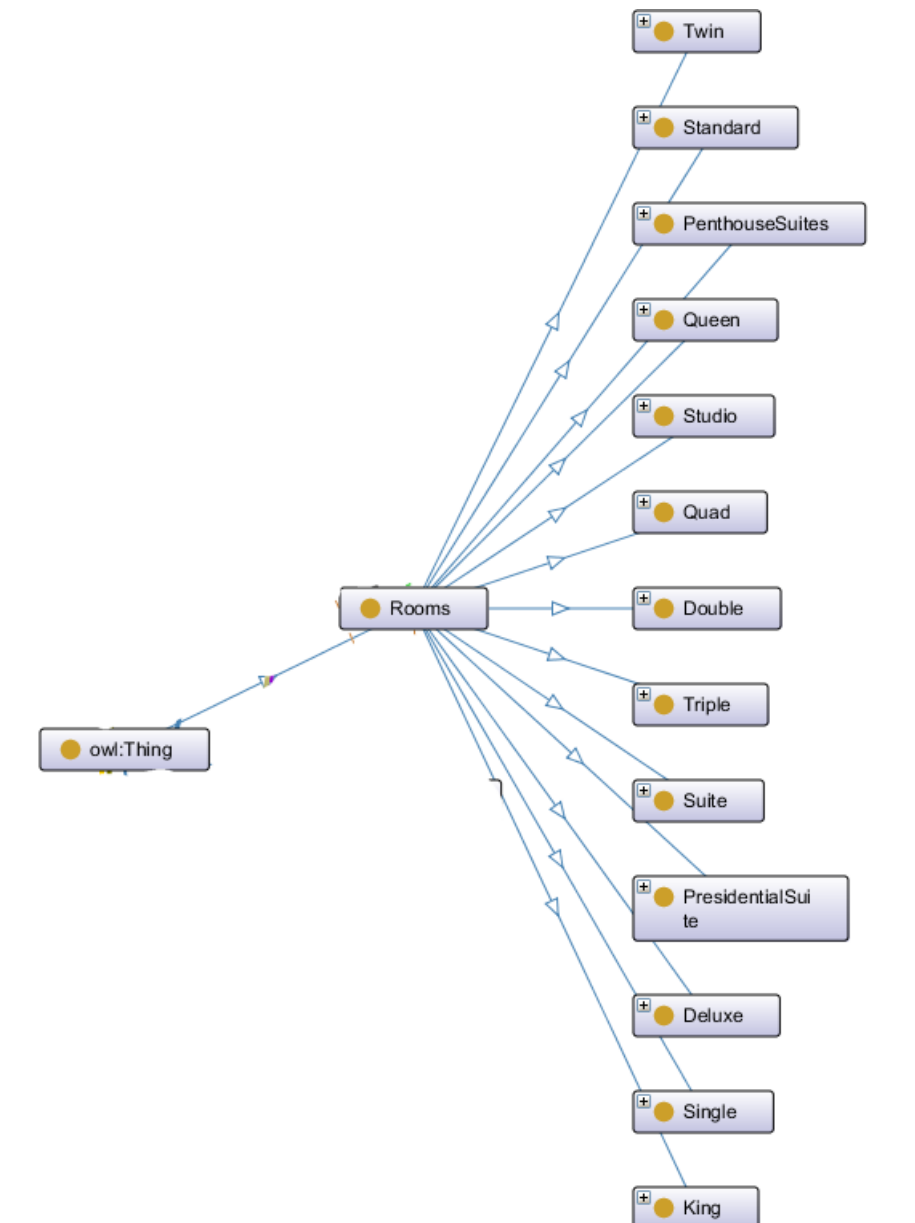 Twin
Standard
PenthouseSuites
Queen
Studio
Quad
Rooms
Double
Triple
owl:Thing
Suite
PresidentialSui
te
Deluxe
Single
King